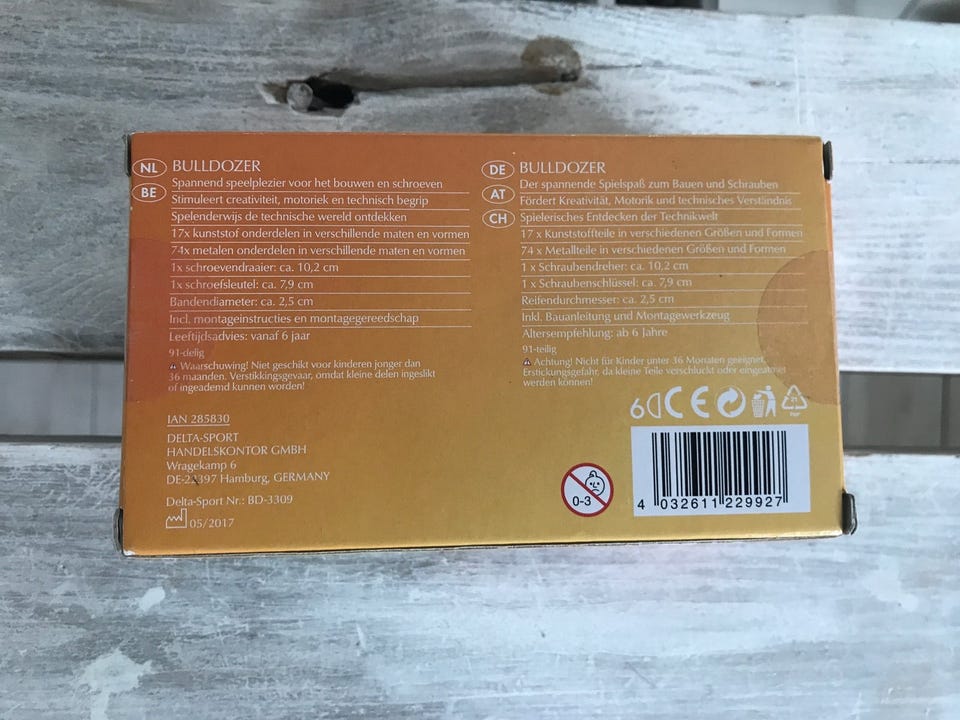 NL
BE
BULLDOZER
Spannend speelplezier voor het bouwen en schroeven
Stimuleert creativiteit, motoriek en technisch begrip
Spelenderwijs de technische wereld ontdekken
17x kunststof onderdelen in verschillende maten en vormen
74x metalen onderdelen in verschillende maten en vormen
1x schroevendraaier: ca. 10,2 cm
1x schroefsleutel: ca. 7,9 cm
Bandendiameter: ca. 2,5 cm
Incl. montageinstructies en montagegereedschap
Leeftijdsadvies: vanaf 6 jaar
91-delig
Waarschuwing! Niet geschikt voor kinderen jonger dan
36 maanden. Verstikkingsgevaar, omdat kleine delen ingeslikt
of ingeademd kunnen worden!
IAN 285830
DELTA-SPORT
HANDELSKONTOR GMBH
Wragekamp 6
DE-22397 Hamburg, GERMANY
Delta-Sport Nr.: BD-3309
05/2017
DE
AT
CH
BULLDOZER
Der spannende Spielspaß zum Bauen und Schrauben
Fördert Kreativität, Motorik und technisches Verständnis
Spielerisches Entdecken der Technikwelt
17 x Kunststoffteile in verschiedenen Größen und Formen
74 x Metallteile in verschiedenen Größen und Formen
1 x Schraubendreher: ca. 10,2 cm
1 x Schraubenschlüssel: ca. 7,9 cm
Reifendurchmesser: ca. 2,5 cm
Inkl. Bauanleitung und Montagewerkzeug
Altersempfehlung: ab 6 Jahre
91-teilig
Achtung! Nicht für Kinder unter 36 Monaten geeignet.
Erstickungsgefahr, da kleine Teile verschluckt oder eingeatmet
werden können!
6 CE
21
PAP
0-3
4 032611 229927